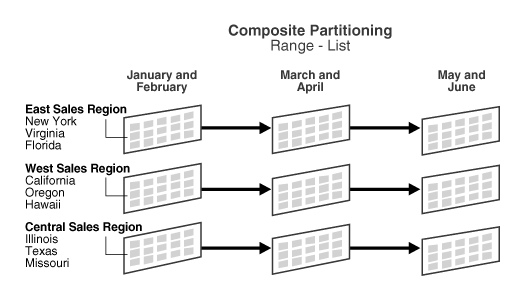 Composite Partitioning
Range - List
January and
February
March and
April
May and
June
East Sales Region
New York
Virginia
Florida
West Sales Region
California
Oregon
Hawaii
Central Sales Region
Illinois
Texas
Missouri